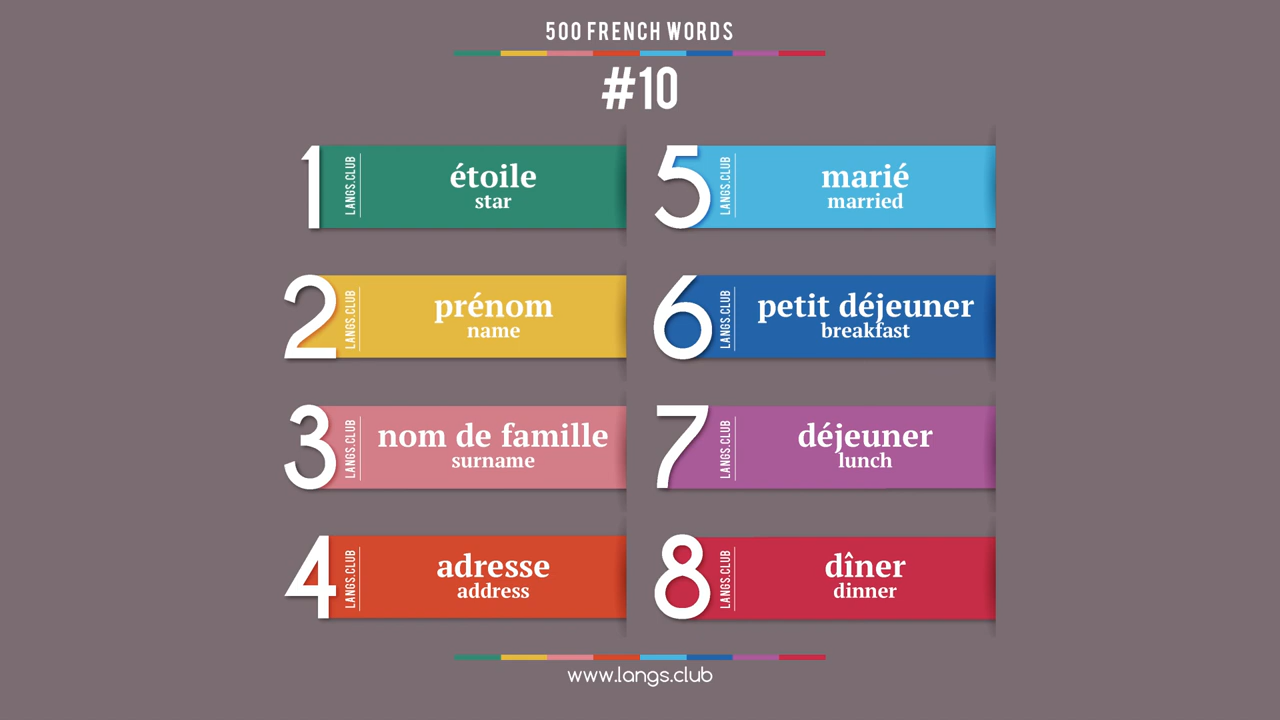 500 FRENCH WORDS
#10
1
LANGS.CLUB
étoile
star
2
LANGS.CLUB
prénom
name
3
LANGS.CLUB
nom de famille
surname
4
LANGS.CLUB
adresse
address
5
LANGS.CLUB
marié
married
6
LANGS.CLUB
petit déjeuner
breakfast
7
LANGS.CLUB
déjeuner
lunch
8
LANGS.CLUB
dîner
dinner
www.langs.club